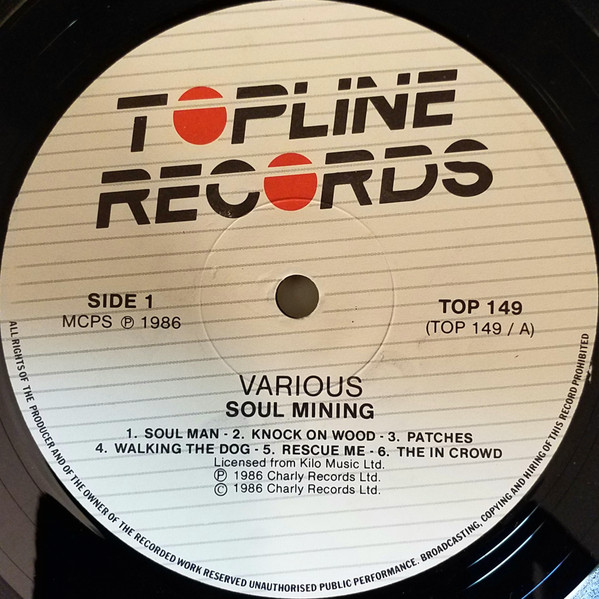 TOPLINE
RECORDS
SIDE 1
MCPS ℗ 1986
TOP 149
(TOP 149 / A)
VARIOUS
SOUL MINING
1. SOUL MAN - 2. KNOCK ON WOOD - 3. PATCHES
4. WALKING THE DOG - 5. RESCUE ME - 6. THE IN CROWD
Licensed from Kilo Music Ltd.
℗ 1986 Charly Records Ltd.
© 1986 Charly Records Ltd.
ALL RIGHTS OF THE PRODUCER AND OF THE OWNER OF THE RECORDED WORK RESERVED UNAUTHORISED PUBLIC PERFORMANCE. BROADCASTING, COPYING AND HIRING OF THIS RECORD PROHIBITED